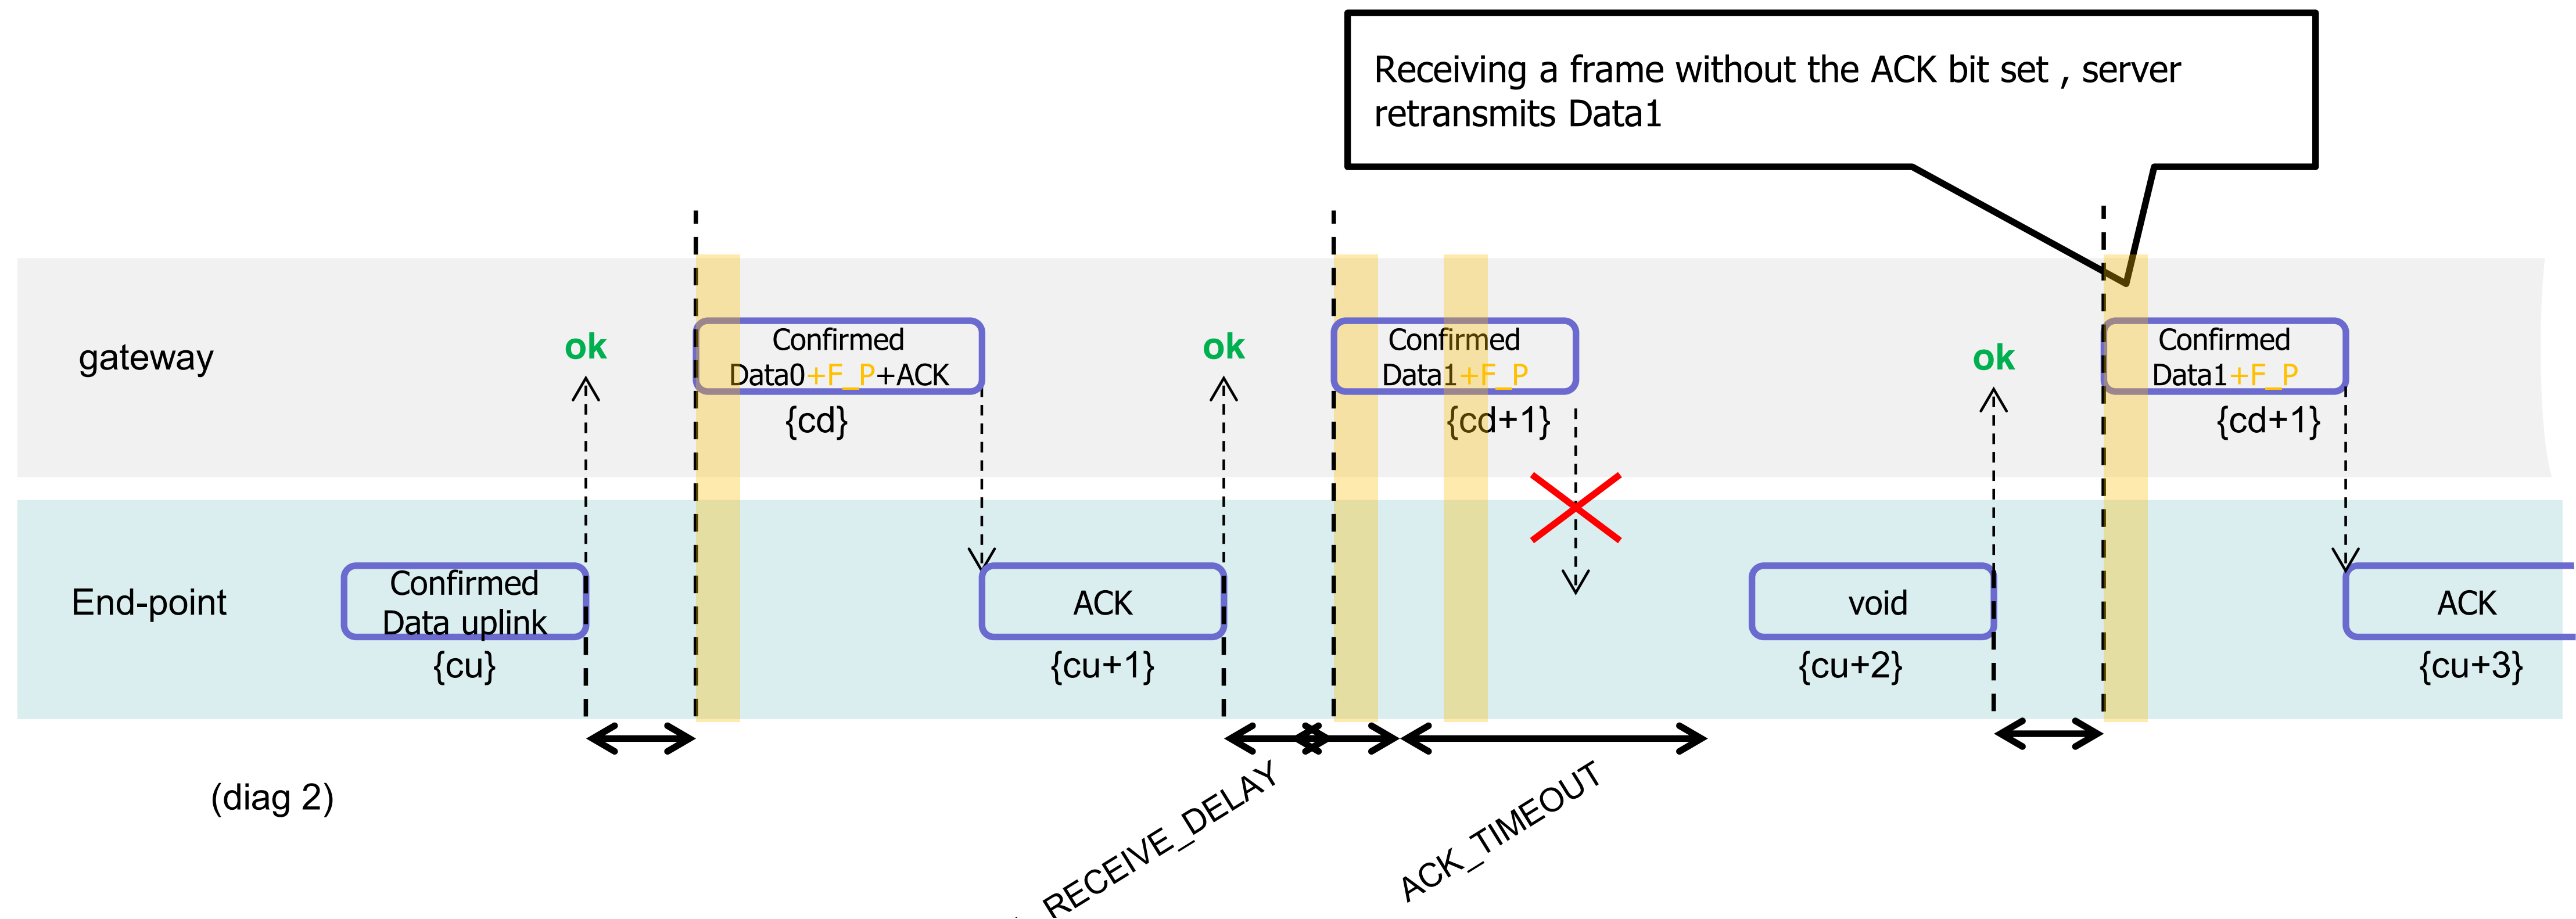 Receiving a frame without the ACK bit set , server
retransmits Data1
gateway
ok
Confirmed
Data0+F_P+ACK
{cd}
ok
Confirmed
Data1+F_P
{cd+1}
ok
Confirmed
Data1+F_P
{cd+1}
End-point
Confirmed
Data uplink
{cu}
ACK
{cu+1}
void
{cu+2}
ACK
{cu+3}
(diag 2)
RECEIVE_DELAY
ACK_TIMEOUT